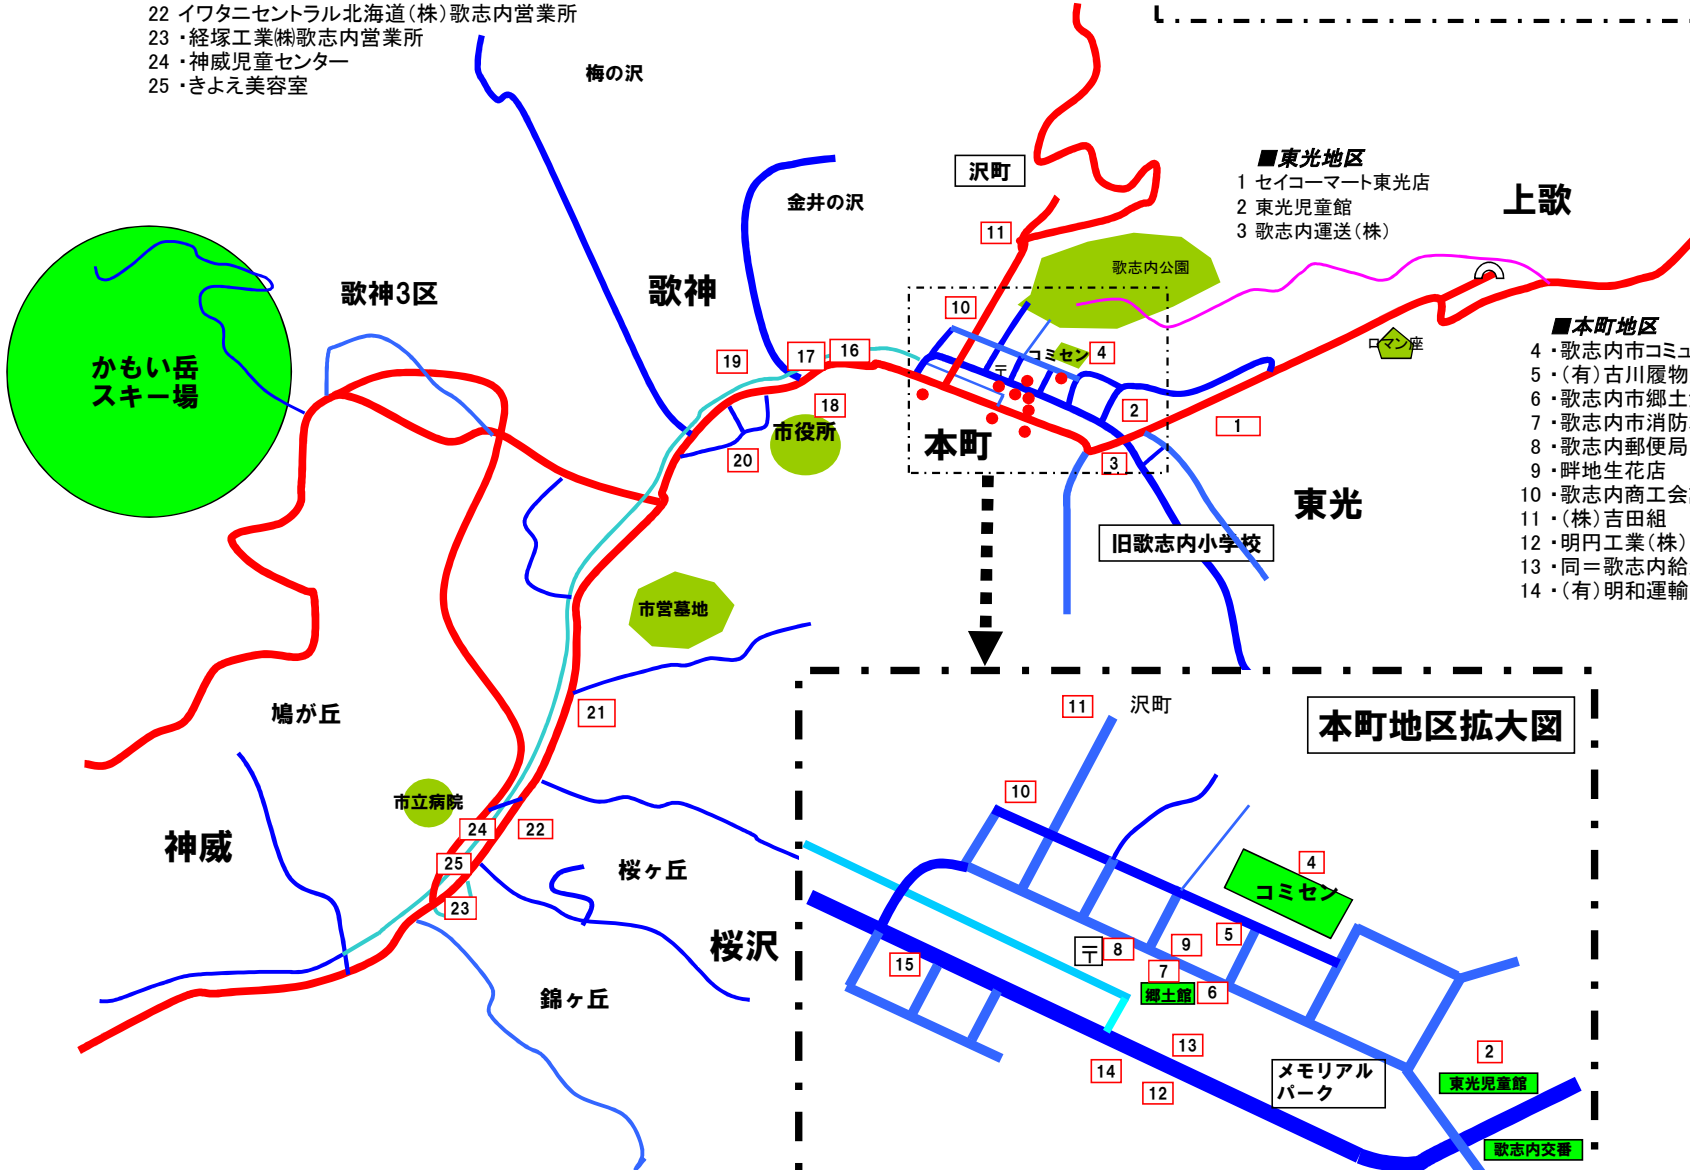 22 イワタニセントラル北海道(株)歌志内営業所
23 ・経塚工業㈱歌志内営業所
24 ・神威児童センター
25 ・きよえ美容室
梅の沢
金井の沢
沢町
11
■東光地区
1 セイコーマート東光店
2 東光児童館
3 歌志内運送(株)
上歌
歌神
歌神3区
歌志内公園
10
かもい岳
スキー場
19
17
16
コミセン
4
〒
ロマン座
■本町地区
4 ・歌志内市コミュ
5 ・(有)古川履物
6 ・歌志内市郷土
7 ・歌志内市消防
8 ・歌志内郵便局
9 ・畔地生花店
10 ・歌志内商工会
11 ・(株)吉田組
12 ・明円工業(株)
13 ・同=歌志内給
14 ・(有)明和運輸
18
市役所
20
本町
2
1
3
東光
旧歌志内小学校
市営墓地
21
鳩が丘
市立病院
神威
24
22
25
23
桜ヶ丘
桜沢
錦ヶ丘
本町地区拡大図
11
沢町
10
4
コミセン
5
9
〒
8
7
郷土館
6
15
13
14
12
メモリアル
パーク
2
東光児童館
歌志内交番